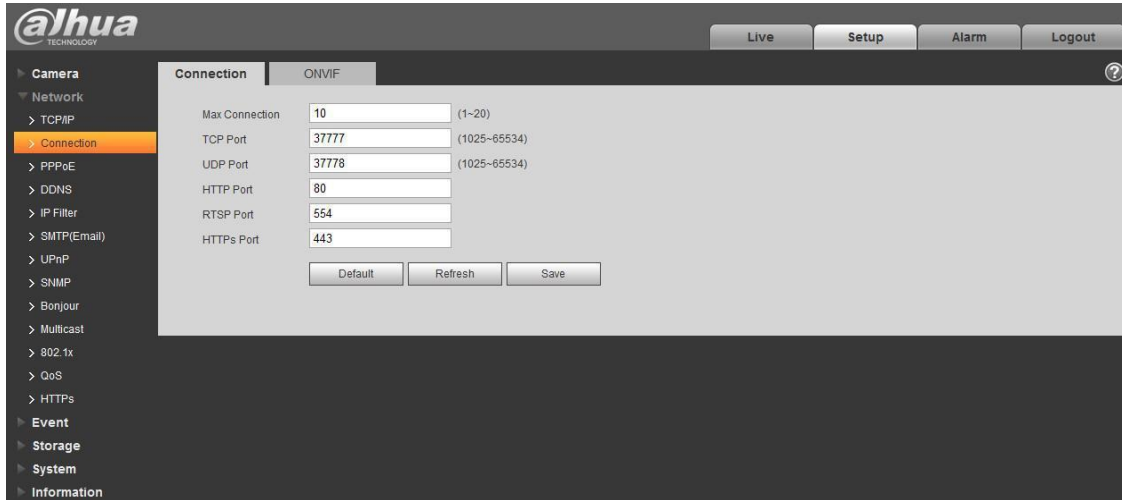 alhua
TECHNOLOGY
Live Setup Alarm Logout
Camera
Network
TCP/IP
Connection
PPPoE
DDNS
IP Filter
SMTP(Email)
UPnP
SNMP
Bonjour
Multicast
802.1x
QoS
HTTPs
Event
Storage
System
Information
Connection ONVIF ?
Max Connection 10 (1~20)
TCP Port 37777 (1025~65534)
UDP Port 37778 (1025~65534)
HTTP Port 80
RTSP Port 554
HTTPs Port 443
Default Refresh Save